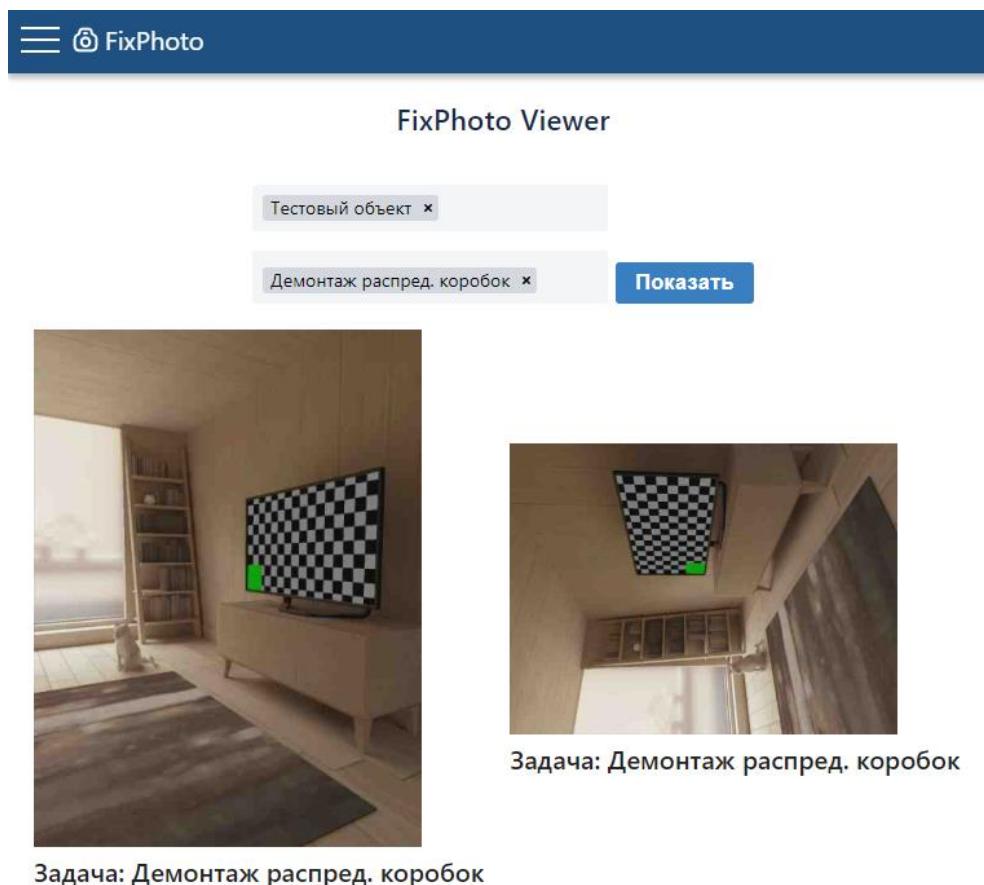 FixPhoto
FixPhoto Viewer
Тестовый объект ×
Демонтаж распред. коробок ×
Показать
Задача: Демонтаж распред. коробок
Задача: Демонтаж распред. коробок